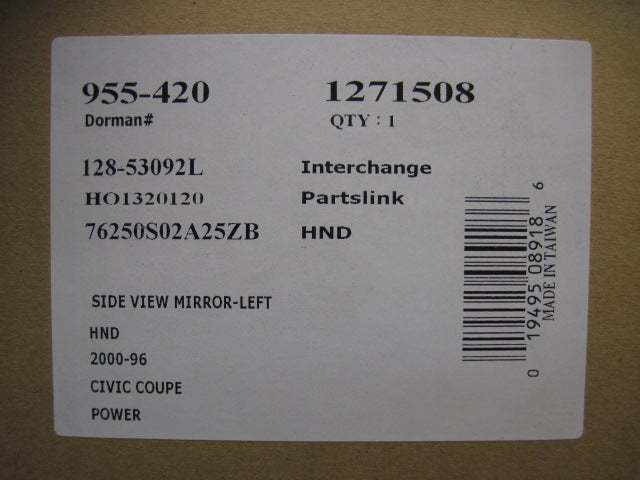 955-420 1271508
Dorman# QTY : 1
128-53092L Interchange
HO1320120 Partslink
76250S02A25ZB HND
SIDE VIEW MIRROR-LEFT
HND
2000-96
CIVIC COUPE
POWER
0 19495 08918 6
MADE IN TAIWAN